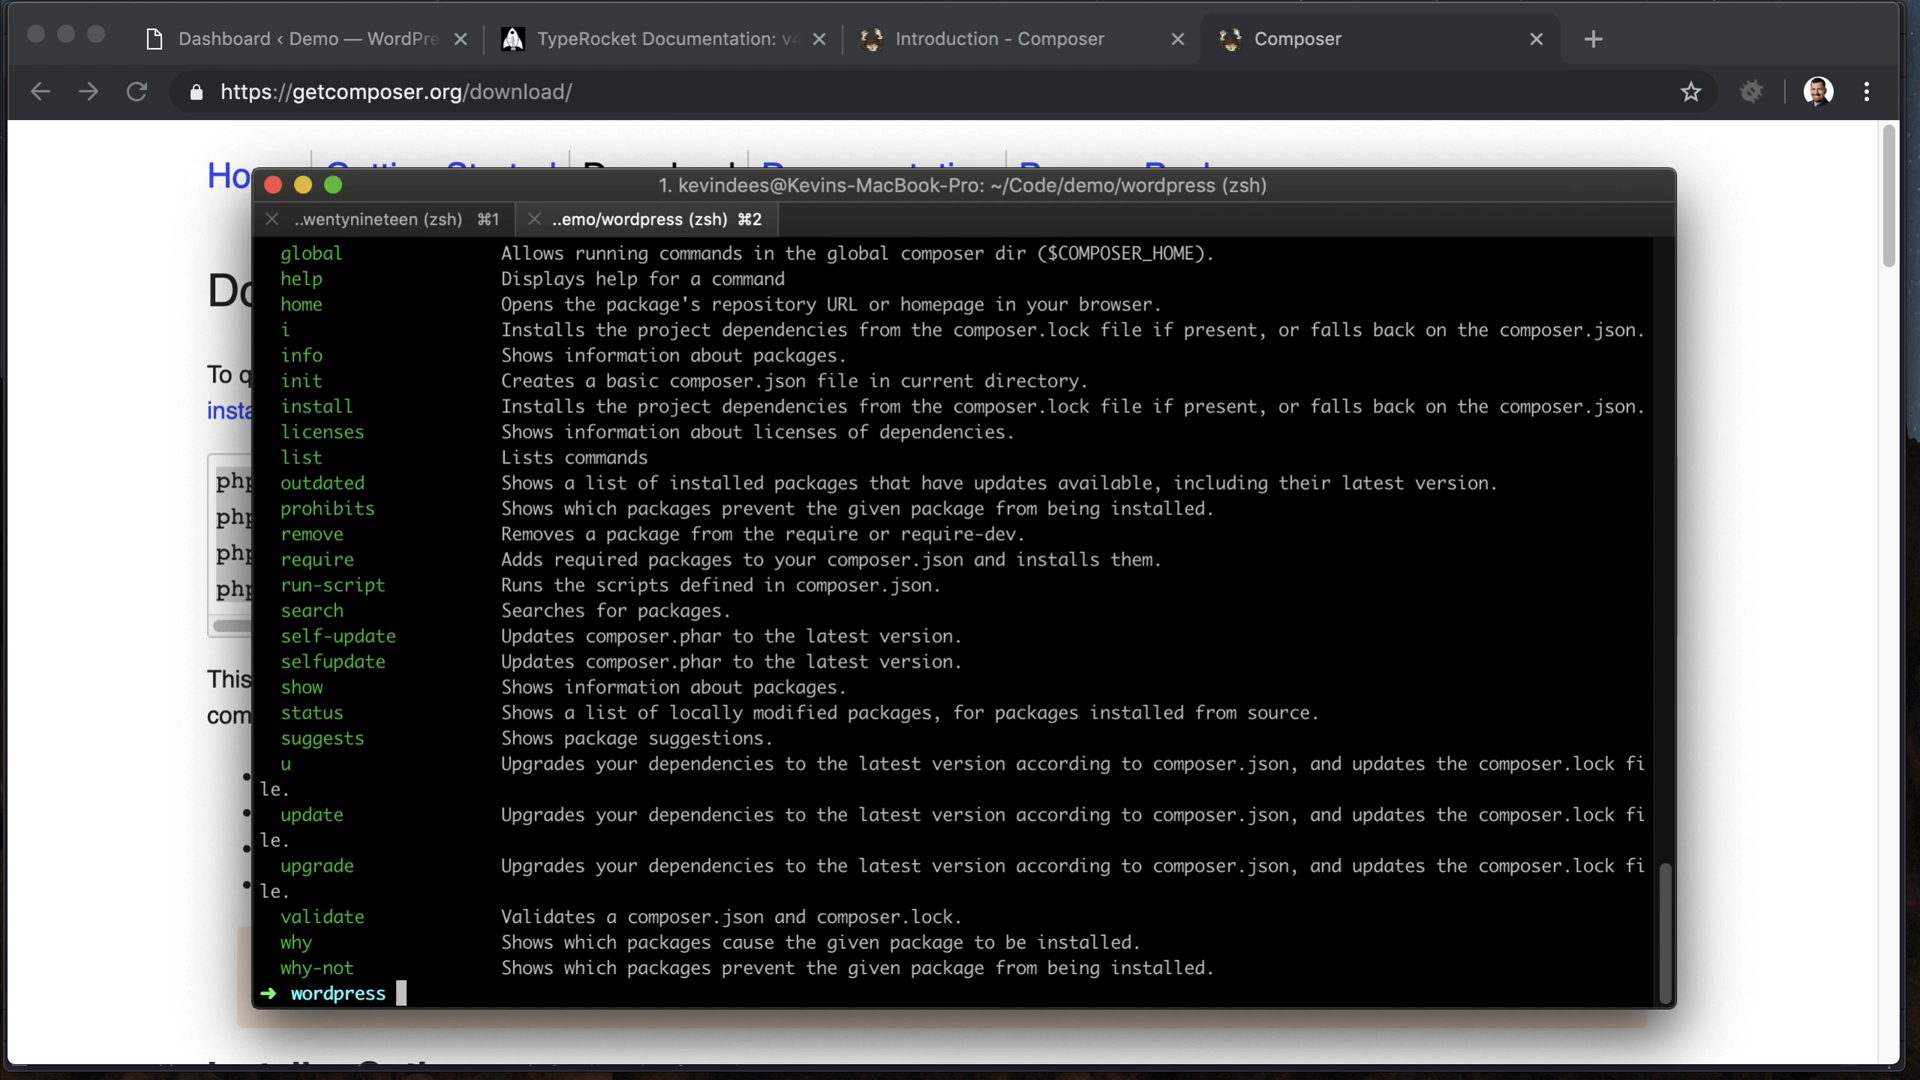 Dashboard ‹ Demo — WordPre
TypeRocket Documentation: v4
Introduction - Composer
Composer
https://getcomposer.org/download/
Ho
1. kevindees@Kevins-MacBook-Pro: ~/Code/demo/wordpress (zsh)
..wentynineteen (zsh) ⌘1
..emo/wordpress (zsh) ⌘2
Do
To q
insta
php
php
php
php
This
com
global Allows running commands in the global composer dir ($COMPOSER_HOME).
help Displays help for a command
home Opens the package's repository URL or homepage in your browser.
i Installs the project dependencies from the composer.lock file if present, or falls back on the composer.json.
info Shows information about packages.
init Creates a basic composer.json file in current directory.
install Installs the project dependencies from the composer.lock file if present, or falls back on the composer.json.
licenses Shows information about licenses of dependencies.
list Lists commands
outdated Shows a list of installed packages that have updates available, including their latest version.
prohibits Shows which packages prevent the given package from being installed.
remove Removes a package from the require or require-dev.
require Adds required packages to your composer.json and installs them.
run-script Runs the scripts defined in composer.json.
search Searches for packages.
self-update Updates composer.phar to the latest version.
selfupdate Updates composer.phar to the latest version.
show Shows information about packages.
status Shows a list of locally modified packages, for packages installed from source.
suggests Shows package suggestions.
u Upgrades your dependencies to the latest version according to composer.json, and updates the composer.lock fi
le.
update Upgrades your dependencies to the latest version according to composer.json, and updates the composer.lock fi
le.
upgrade Upgrades your dependencies to the latest version according to composer.json, and updates the composer.lock fi
le.
validate Validates a composer.json and composer.lock.
why Shows which packages cause the given package to be installed.
why-not Shows which packages prevent the given package from being installed.
➜ wordpress